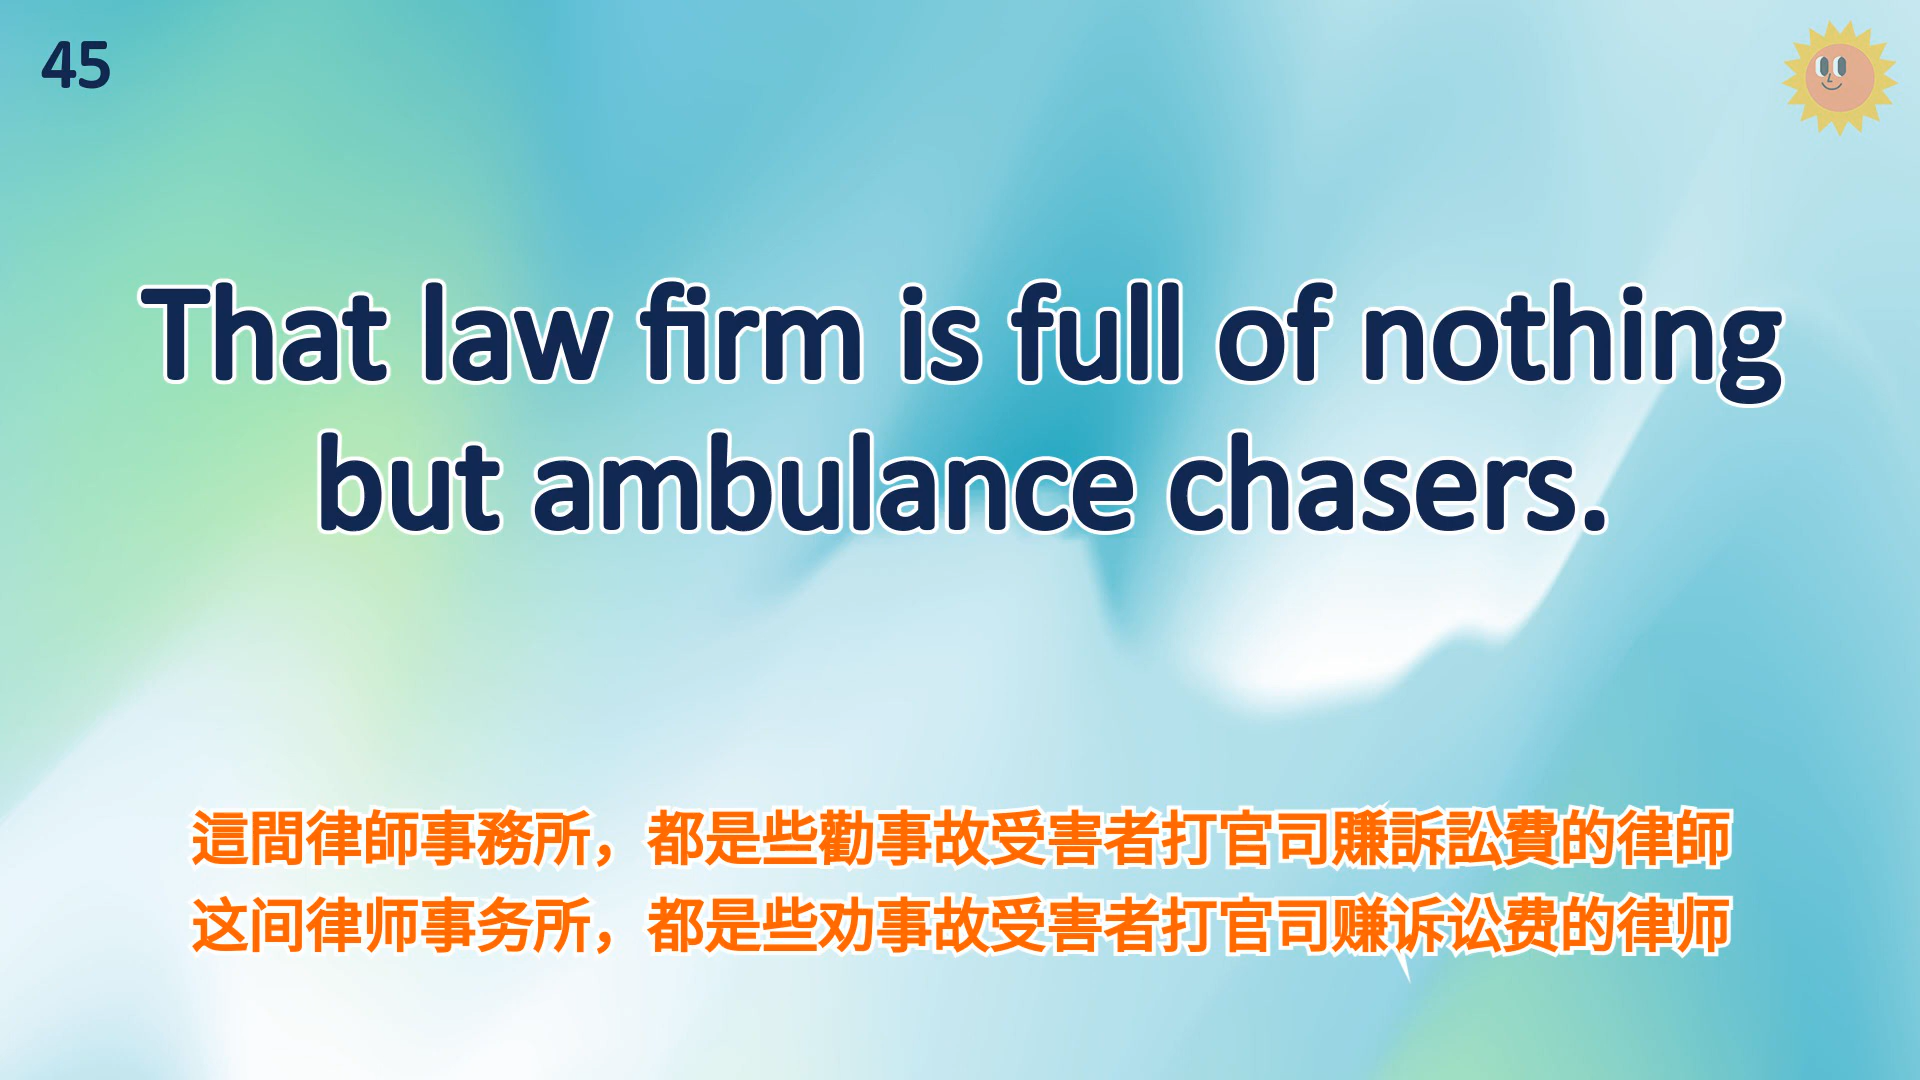 45
That law firm is full of nothing
but ambulance chasers.
這間律師事務所，都是些勸事故受害者打官司賺訴訟費的律師
这间律师事务所，都是些劝事故受害者打官司赚诉讼费的律师